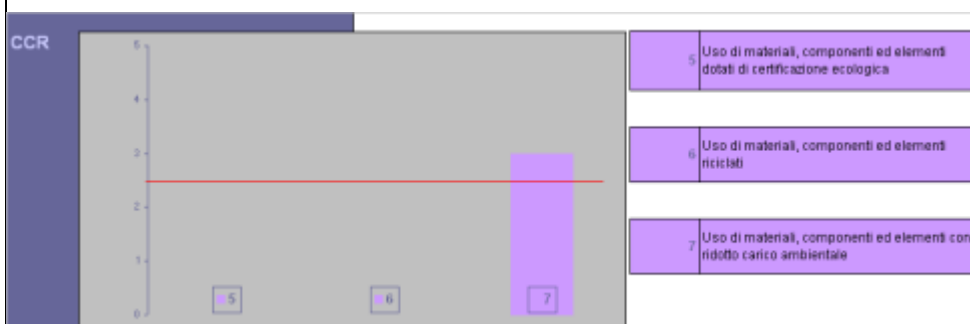 CCR
5
4
3
2
1
0
5
6
7
5
Uso di materiali, componenti ed elementi
dotati di certificazione ecologica
6
Uso di materiali, componenti ed elementi
riciclati
7
Uso di materiali, componenti ed elementi con
ridotto carico ambientale